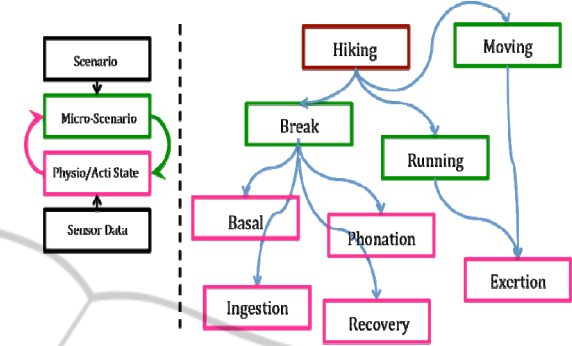 Scenario
Micro-Scenario
Physio/Acti State
Sensor Data
Hiking
Moving
Break
Running
Basal
Phonation
Ingestion
Recovery
Exertion